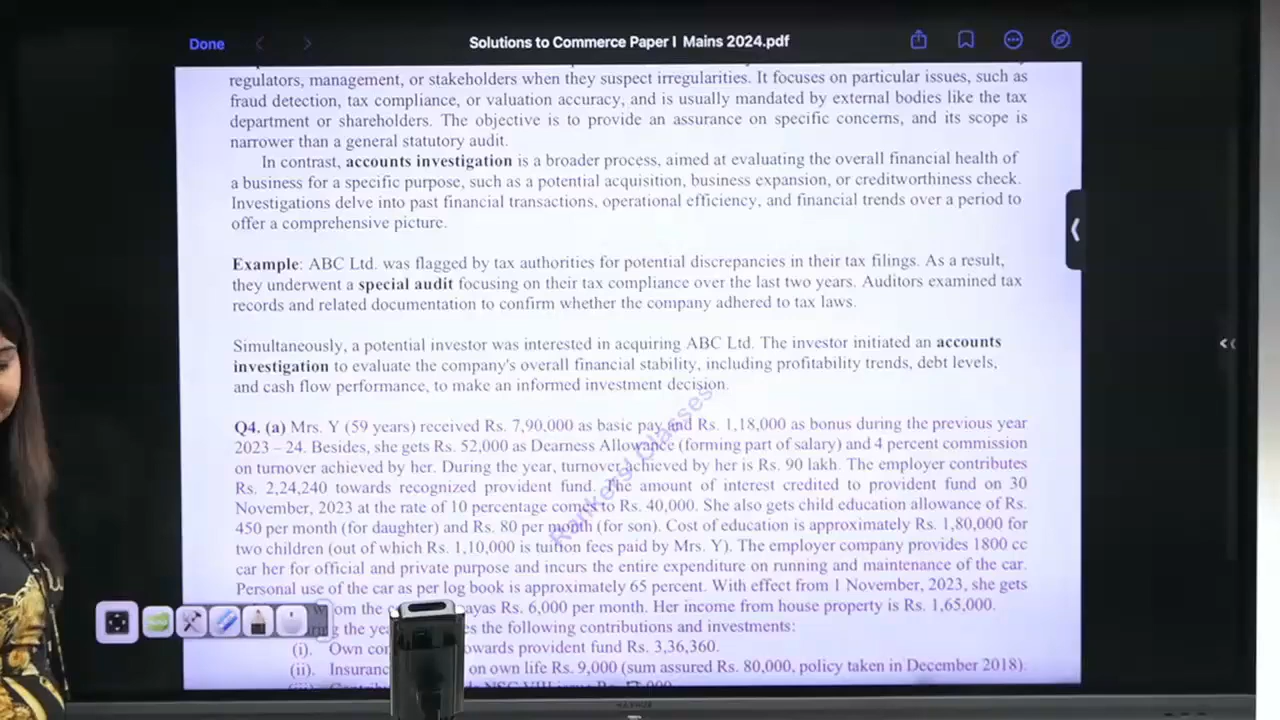 Done
Solutions to Commerce Paper I Mains 2024.pdf
regulators, management, or stakeholders when they suspect irregularities. It focuses on particular issues, such as
fraud detection, tax compliance, or valuation accuracy, and is usually mandated by external bodies like the tax
department or shareholders. The objective is to provide an assurance on specific concerns, and its scope is
narrower than a general statutory audit.
In contrast, accounts investigation is a broader process, aimed at evaluating the overall financial health of
a business for a specific purpose, such as a potential acquisition, business expansion, or creditworthiness check.
Investigations delve into past financial transactions, operational efficiency, and financial trends over a period to
offer a comprehensive picture.
Example: ABC Ltd. was flagged by tax authorities for potential discrepancies in their tax filings. As a result,
they underwent a special audit focusing on their tax compliance over the last two years. Auditors examined tax
records and related documentation to confirm whether the company adhered to tax laws.
Simultaneously, a potential investor was interested in acquiring ABC Ltd. The investor initiated an accounts
investigation to evaluate the company's overall financial stability, including profitability trends, debt levels,
and cash flow performance, to make an informed investment decision.
Q4. (a) Mrs. Y (59 years) received Rs. 7,90,000 as basic pay and Rs. 1,18,000 as bonus during the previous year
2023 – 24. Besides, she gets Rs. 52,000 as Dearness Allowance (forming part of salary) and 4 percent commission
on turnover achieved by her. During the year, turnover achieved by her is Rs. 90 lakh. The employer contributes
Rs. 2,24,240 towards recognized provident fund. The amount of interest credited to provident fund on 30
November, 2023 at the rate of 10 percentage comes to Rs. 40,000. She also gets child education allowance of Rs.
450 per month (for daughter) and Rs. 80 per month (for son). Cost of education is approximately Rs. 1,80,000 for
two children (out of which Rs. 1,10,000 is tuition fees paid by Mrs. Y). The employer company provides 1800 cc
car her for official and private purpose and incurs the entire expenditure on running and maintenance of the car.
Personal use of the car as per log book is approximately 65 percent. With effect from 1 November, 2023, she gets
om the payas Rs. 6,000 per month. Her income from house property is Rs. 1,65,000.
g the yea es the following contributions and investments:
(i). Own con owards provident fund Rs. 3,36,360.
(ii). Insuranc on own life Rs. 9,000 (sum assured Rs. 80,000, policy taken in December 2018).
Rankers' Classes